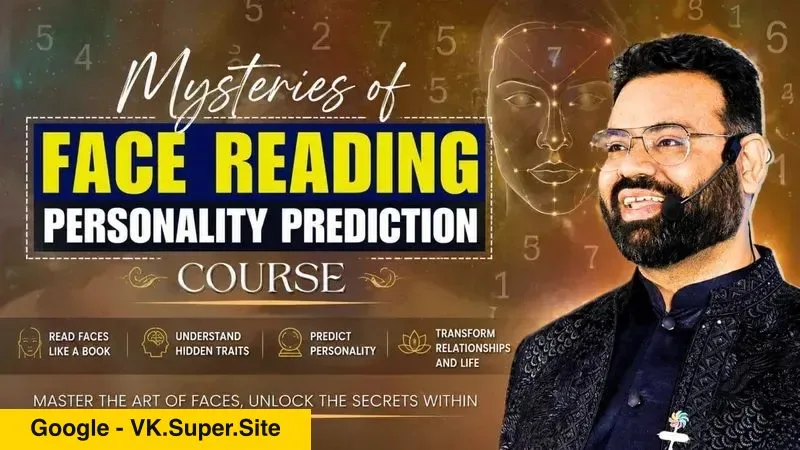 Mysteries of
FACE READING
PERSONALITY PREDICTION
COURSE
READ FACES
LIKE A BOOK
UNDERSTAND
HIDDEN TRAITS
PREDICT
PERSONALITY
TRANSFORM
RELATIONSHIPS
AND LIFE
MASTER THE ART OF FACES, UNLOCK THE SECRETS WITHIN
Google - VK.Super.Site